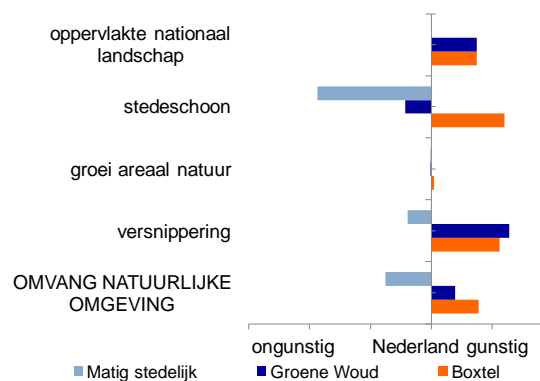 oppervlakte nationaal
landschap
stedeschoon
groei areaal natuur
versnippering
OMVANG NATUURLIJKE
OMGEVING
ongunstig Nederland gunstig
Matig stedelijk Groene Woud Boxtel